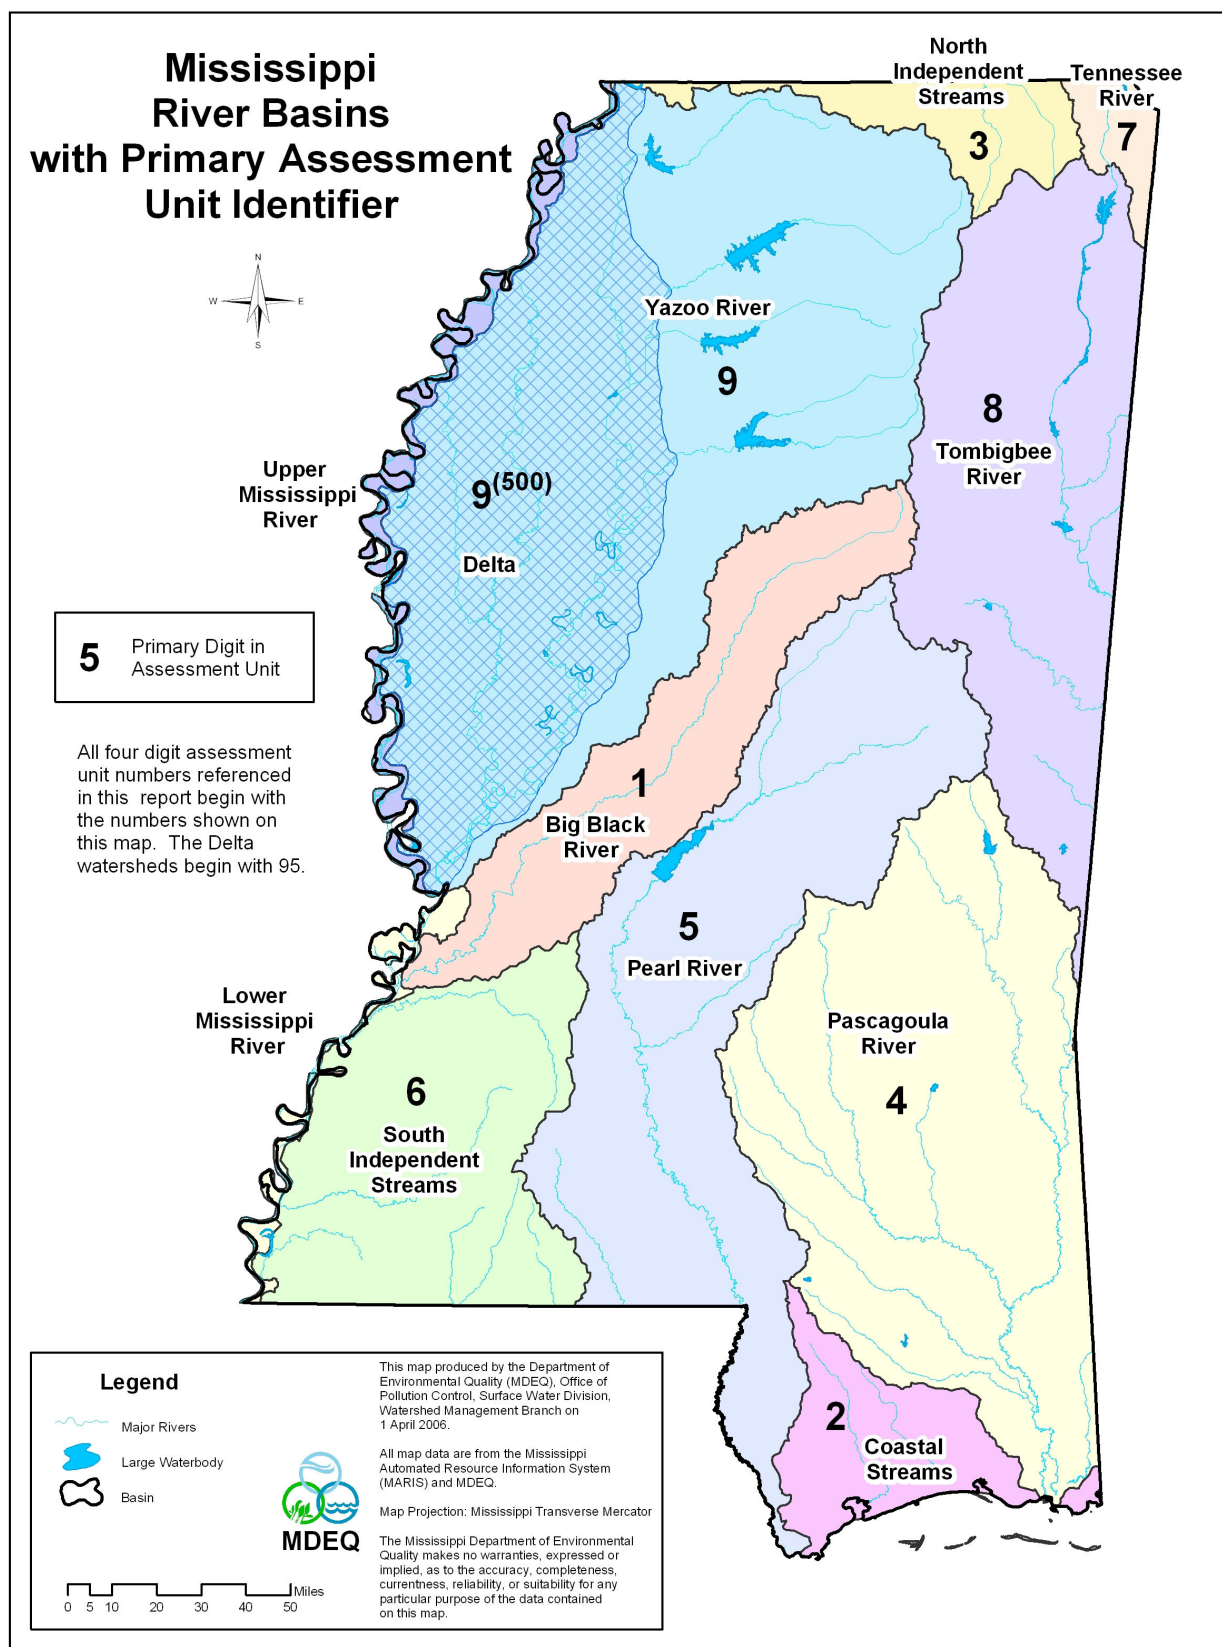 Mississippi
River Basins
with Primary Assessment
Unit Identifier
N
W E
S
North
Independent
Streams
3
Tennessee
River
7
Yazoo River
9
8
Tombigbee
River
Upper
Mississippi
River
9(500)
Delta
5 Primary Digit in
Assessment Unit
All four digit assessment
unit numbers referenced
in this report begin with
the numbers shown on
this map. The Delta
watersheds begin with 95.
1
Big Black
River
5
Pearl River
Lower
Mississippi
River
Pascagoula
River
4
6
South
Independent
Streams
2
Coastal
Streams
Legend
Major Rivers
Large Waterbody
Basin
MDEQ
0 5 10 20 30 40 50 Miles
This map produced by the Department of
Environmental Quality (MDEQ), Office of
Pollution Control, Surface Water Division,
Watershed Management Branch on
1 April 2006.
All map data are from the Mississippi
Automated Resource Information System
(MARIS) and MDEQ.
Map Projection: Mississippi Transverse Mercator
The Mississippi Department of Environmental
Quality makes no warranties, expressed or
implied, as to the accuracy, completeness,
currentness, reliability, or suitability for any
particular purpose of the data contained
on this map.